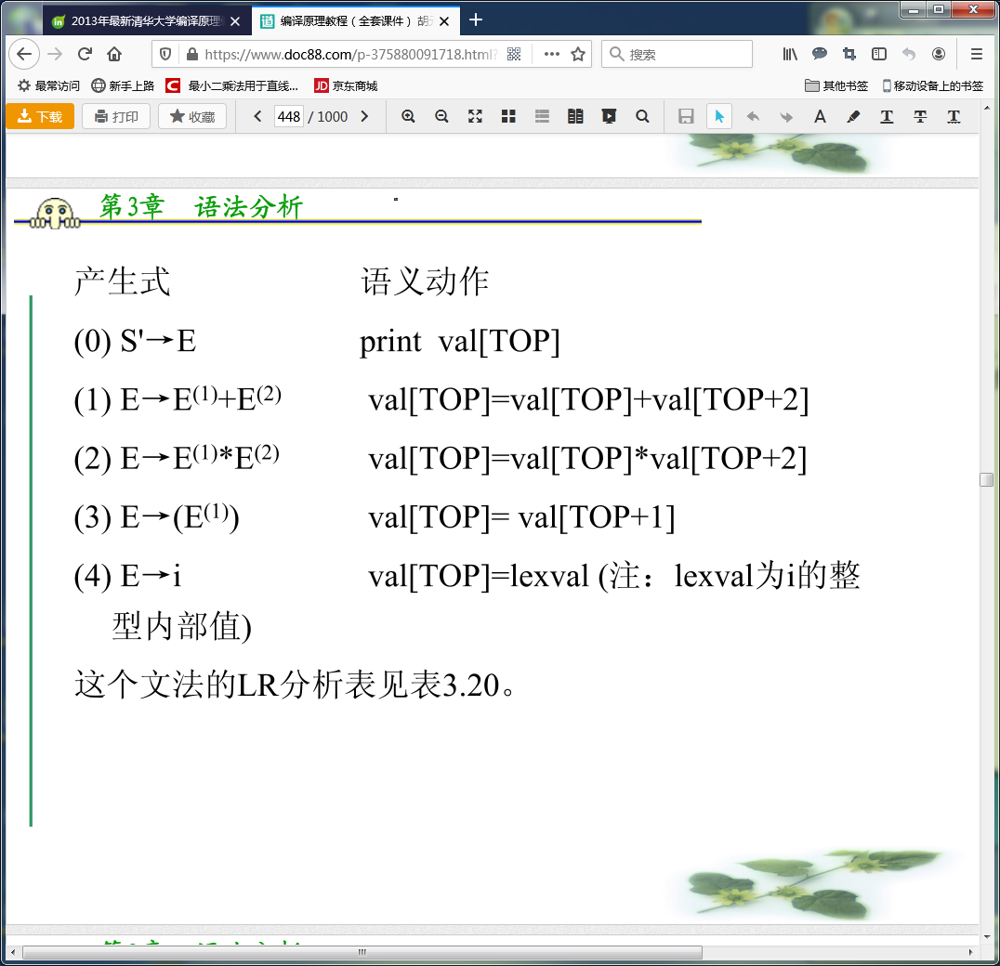 2013年最新清华大学编译原理
编译原理教程（全套课件）胡
https://www.doc88.com/p-375880091718.html?
搜索
最常访问 新手上路 最小二乘法用于直线... JD 京东商城 其他书签 移动设备上的书签
下载 打印 收藏 448 / 1000
第3章 语法分析
产生式 语义动作
(0) S'→E print val[TOP]
(1) E→E(1)+E(2) val[TOP]=val[TOP]+val[TOP+2]
(2) E→E(1)*E(2) val[TOP]=val[TOP]*val[TOP+2]
(3) E→(E(1)) val[TOP]= val[TOP+1]
(4) E→i val[TOP]=lexval (注：lexval为i的整
型内部值)
这个文法的LR分析表见表3.20。